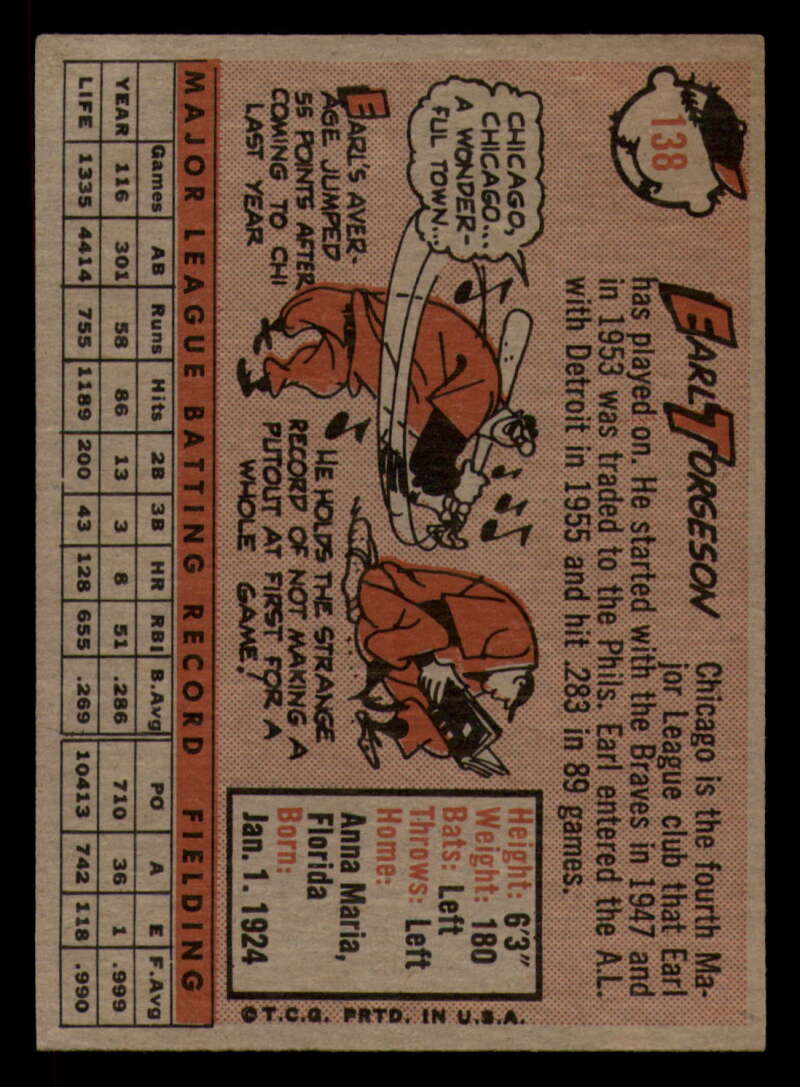 138
EARL TORGESON
Chicago is the fourth Ma-
jor League club that Earl
has played on. He started with the Braves in 1947 and
in 1953 was traded to the Phils. Earl entered the A.L.
with Detroit in 1955 and hit .283 in 89 games.
CHICAGO,
CHICAGO...
A WONDER-
FUL TOWN...
EARL'S AVER-
AGE JUMPED
55 POINTS AFTER
COMING TO CHI
LAST YEAR
HE HOLDS THE STRANGE
RECORD OF NOT MAKING A
PUTOUT AT FIRST FOR A
WHOLE GAME!
Height: 6'3"
Weight: 180
Bats: Left
Throws: Left
Home:
Anna Maria,
Florida
Born:
Jan. 1. 1924
©T.C.G. PRTD. IN U.S.A.
MAJOR LEAGUE BATTING RECORD FIELDING
Games AB Runs Hits 2B 3B HR RBI B.Avg PO A E F.Avg
YEAR 116 301 58 86 13 3 8 51 .286 710 36 1 .999
LIFE 1335 4414 755 1189 200 43 128 655 .269 10413 742 118 .990